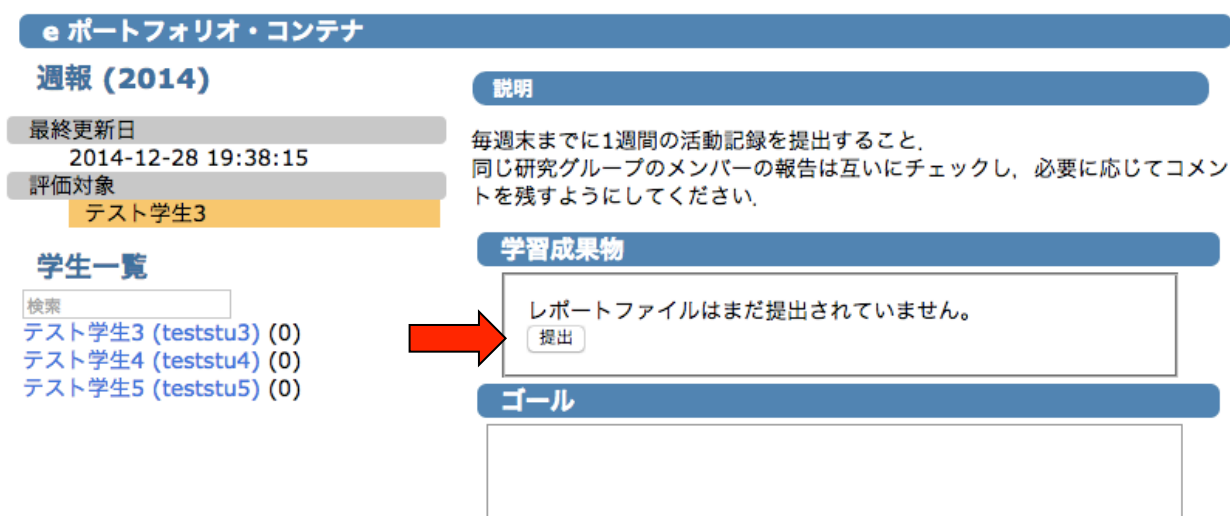 e ポートフォリオ・コンテナ
週報 (2014)
最終更新日
2014-12-28 19:38:15
評価対象
テスト学生3
学生一覧
検索
テスト学生3 (teststu3) (0)
テスト学生4 (teststu4) (0)
テスト学生5 (teststu5) (0)
説明
毎週末までに1週間の活動記録を提出すること．
同じ研究グループのメンバーの報告は互いにチェックし，必要に応じてコメン
トを残すようにしてください．
学習成果物
レポートファイルはまだ提出されていません。
提出
ゴール